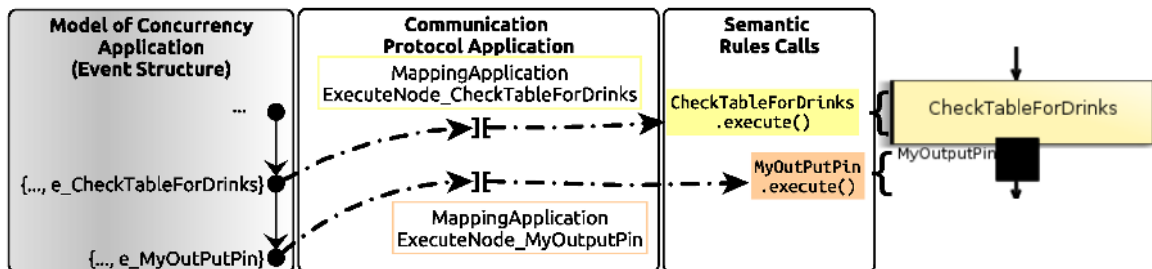 Model of Concurrency
Application
(Event Structure)
...
{..., e_CheckTableForDrinks}
{..., e_MyOutPutPin}
Communication
Protocol Application
MappingApplication
ExecuteNode_CheckTableForDrinks
][
][
MappingApplication
ExecuteNode_MyOutputPin
Semantic
Rules Calls
CheckTableForDrinks
.execute()
MyOutPutPin
.execute()
{
{
CheckTableForDrinks
MyOutputPin